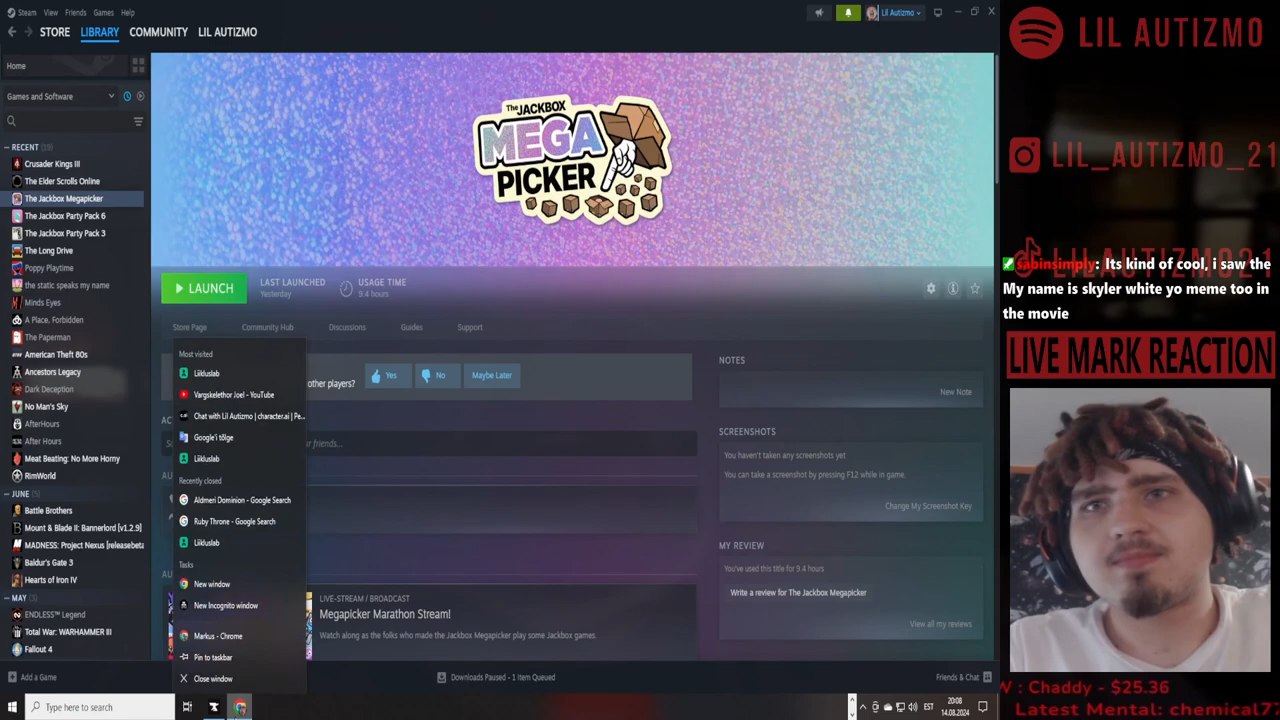 Steam View Friends Games Help
Lil Autizmo
STORE LIBRARY COMMUNITY LIL AUTIZMO
Home
Games and Software
RECENT (19)
Crusader Kings III
The Elder Scrolls Online
The Jackbox Megapicker
The Jackbox Party Pack 6
The Jackbox Party Pack 3
The Long Drive
Poppy Playtime
the static speaks my name
Minds Eyes
A Place, Forbidden
The Paperman
American Theft 80s
Ancestors Legacy
Dark Deception
No Man's Sky
AfterHours
After Hours
Meat Beating: No More Horny
RimWorld
JUNE (5)
Battle Brothers
Mount & Blade II: Bannerlord [v1.2.9]
MADNESS: Project Nexus [releasebeta
Baldur's Gate 3
Hearts of Iron IV
MAY (3)
ENDLESS™ Legend
Total War: WARHAMMER III
Fallout 4
Add a Game
The JACKBOX
MEGA
PICKER
LAUNCH
LAST LAUNCHED
Yesterday
USAGE TIME
9.4 hours
Store Page Community Hub Discussions Guides Support
other players? Yes No Maybe Later
friends...
LIVE-STREAM / BROADCAST
Megapicker Marathon Stream!
Watch along as the folks who made the Jackbox Megapicker play some Jackbox games.
NOTES
New Note
SCREENSHOTS
You haven't taken any screenshots yet
You can take a screenshot by pressing F12 while in game.
Change My Screenshot Key
MY REVIEW
You've used this title for 9.4 hours
Write a review for The Jackbox Megapicker
View all my reviews
Most visited
Liikluslab
Vargskelethor Joel - YouTube
Chat with Lil Autizmo | character.ai | Pe...
Google'i tõlge
Liikluslab
Recently closed
Aldmeri Dominion - Google Search
Ruby Throne - Google Search
Liikluslab
Tasks
New window
New Incognito window
Markus - Chrome
Pin to taskbar
Close window
Downloads Paused - 1 Item Queued
Friends & Chat
Type here to search
EST
20:08
14.08.2024
LIL AUTIZMO
LIL_AUTIZMO_21
LILAUTIZMO21
sabinsimply: Its kind of cool, i saw the
My name is skyler white yo meme too in
the movie
LIVE MARK REACTION
W : Chaddy - $25.36
Latest Mental: chemical77